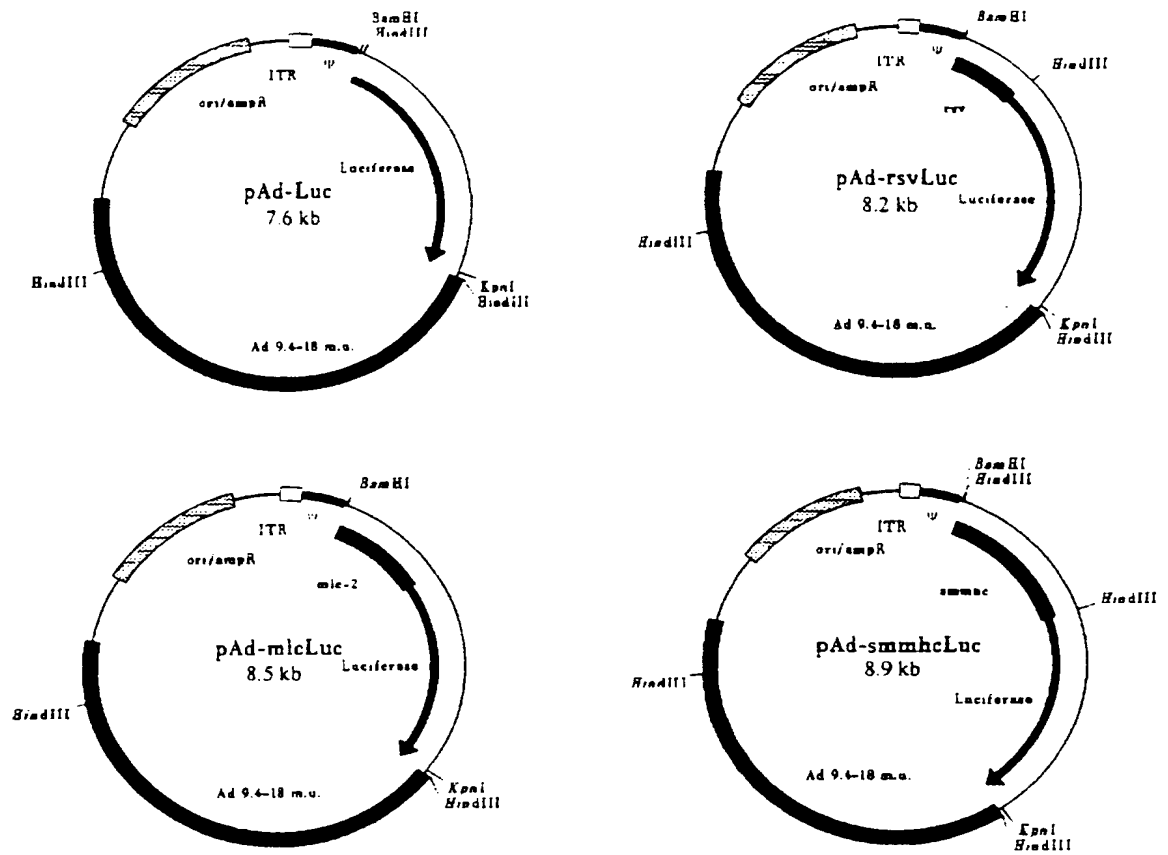 BamHI
HindIII
ITR
Ψ
ori/ampR
Luciferase
pAd-Luc
7.6 kb
HindIII
KpnI
HindIII
Ad 9.4-18 m.u.
BamHI
ITR
Ψ
HindIII
ori/ampR
rsv
pAd-rsvLuc
8.2 kb
Luciferase
HindIII
Ad 9.4-18 m.u.
KpnI
HindIII
BamHI
ITR
Ψ
ori/ampR
mlc-2
pAd-mlcLuc
8.5 kb
Luciferase
HindIII
Ad 9.4-18 m.u.
KpnI
HindIII
BamHI
HindIII
ITR
Ψ
ori/ampR
smmhc
HindIII
pAd-smmhcLuc
8.9 kb
HindIII
Luciferase
Ad 9.4-18 m.u.
KpnI
HindIII